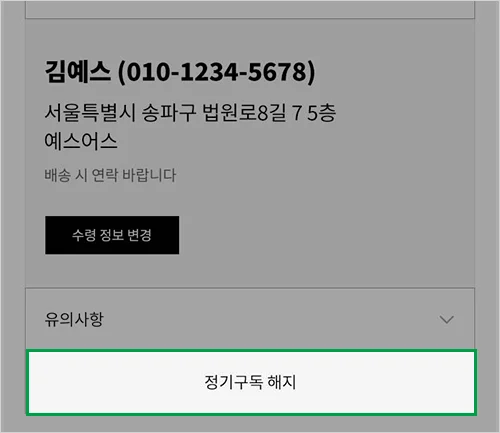 김예스 (010-1234-5678)
서울특별시 송파구 법원로8길 7 5층
예스어스
배송 시 연락 바랍니다
수령 정보 변경
유의사항
정기구독 해지